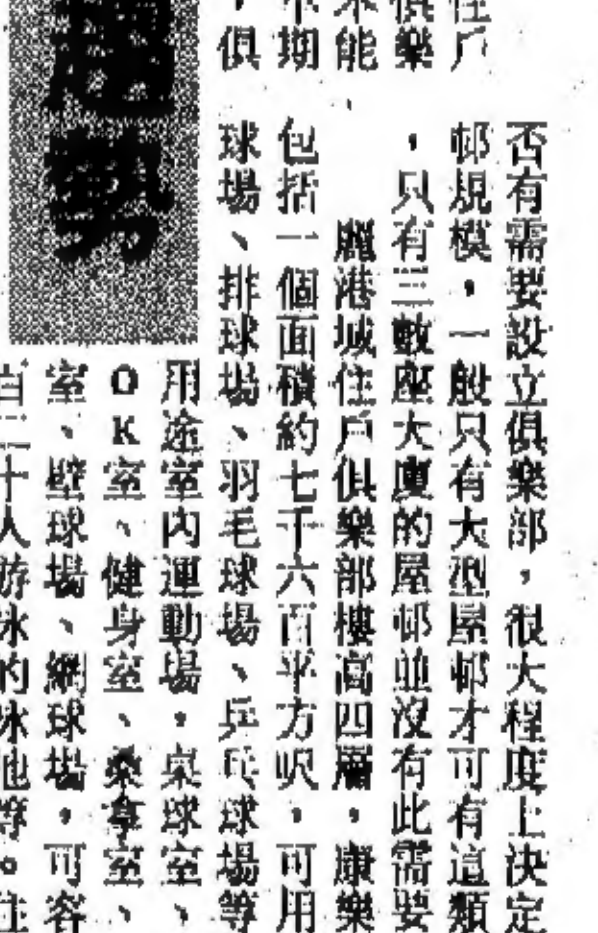 趨勢
住戶
俱樂
不能
不期
，俱
否有需要設立俱樂部，很大程度上決定
邨規模，一般只有大型屋邨才可有這類
，只有三數座大廈的屋邨並沒有此需要
麗港城住戶俱樂部樓高四層，康樂
包括一個面積約七千六百平方呎，可用
球場、排球場、羽毛球場、乒乓球場等
用途室內運動場，桌球室、
OK室、健身室、桑拿室、
室、壁球場、網球場，可容
百二十人游泳的泳池等。住